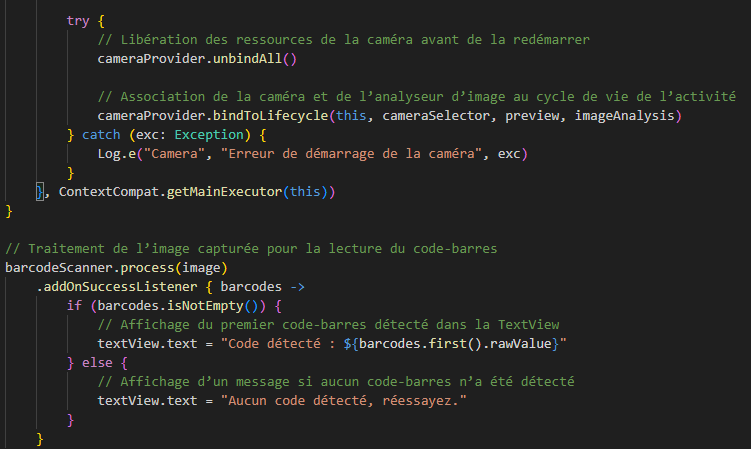 try {
// Libération des ressources de la caméra avant de la redémarrer
cameraProvider.unbindAll()
// Association de la caméra et de l’analyseur d’image au cycle de vie de l’activité
cameraProvider.bindToLifecycle(this, cameraSelector, preview, imageAnalysis)
} catch (exc: Exception) {
Log.e("Camera", "Erreur de démarrage de la caméra", exc)
}
}, ContextCompat.getMainExecutor(this))
}
// Traitement de l’image capturée pour la lecture du code-barres
barcodeScanner.process(image)
.addOnSuccessListener { barcodes ->
if (barcodes.isNotEmpty()) {
// Affichage du premier code-barres détecté dans la TextView
textView.text = "Code détecté : ${barcodes.first().rawValue}"
} else {
// Affichage d’un message si aucun code-barres n’a été détecté
textView.text = "Aucun code détecté, réessayez."
}
}